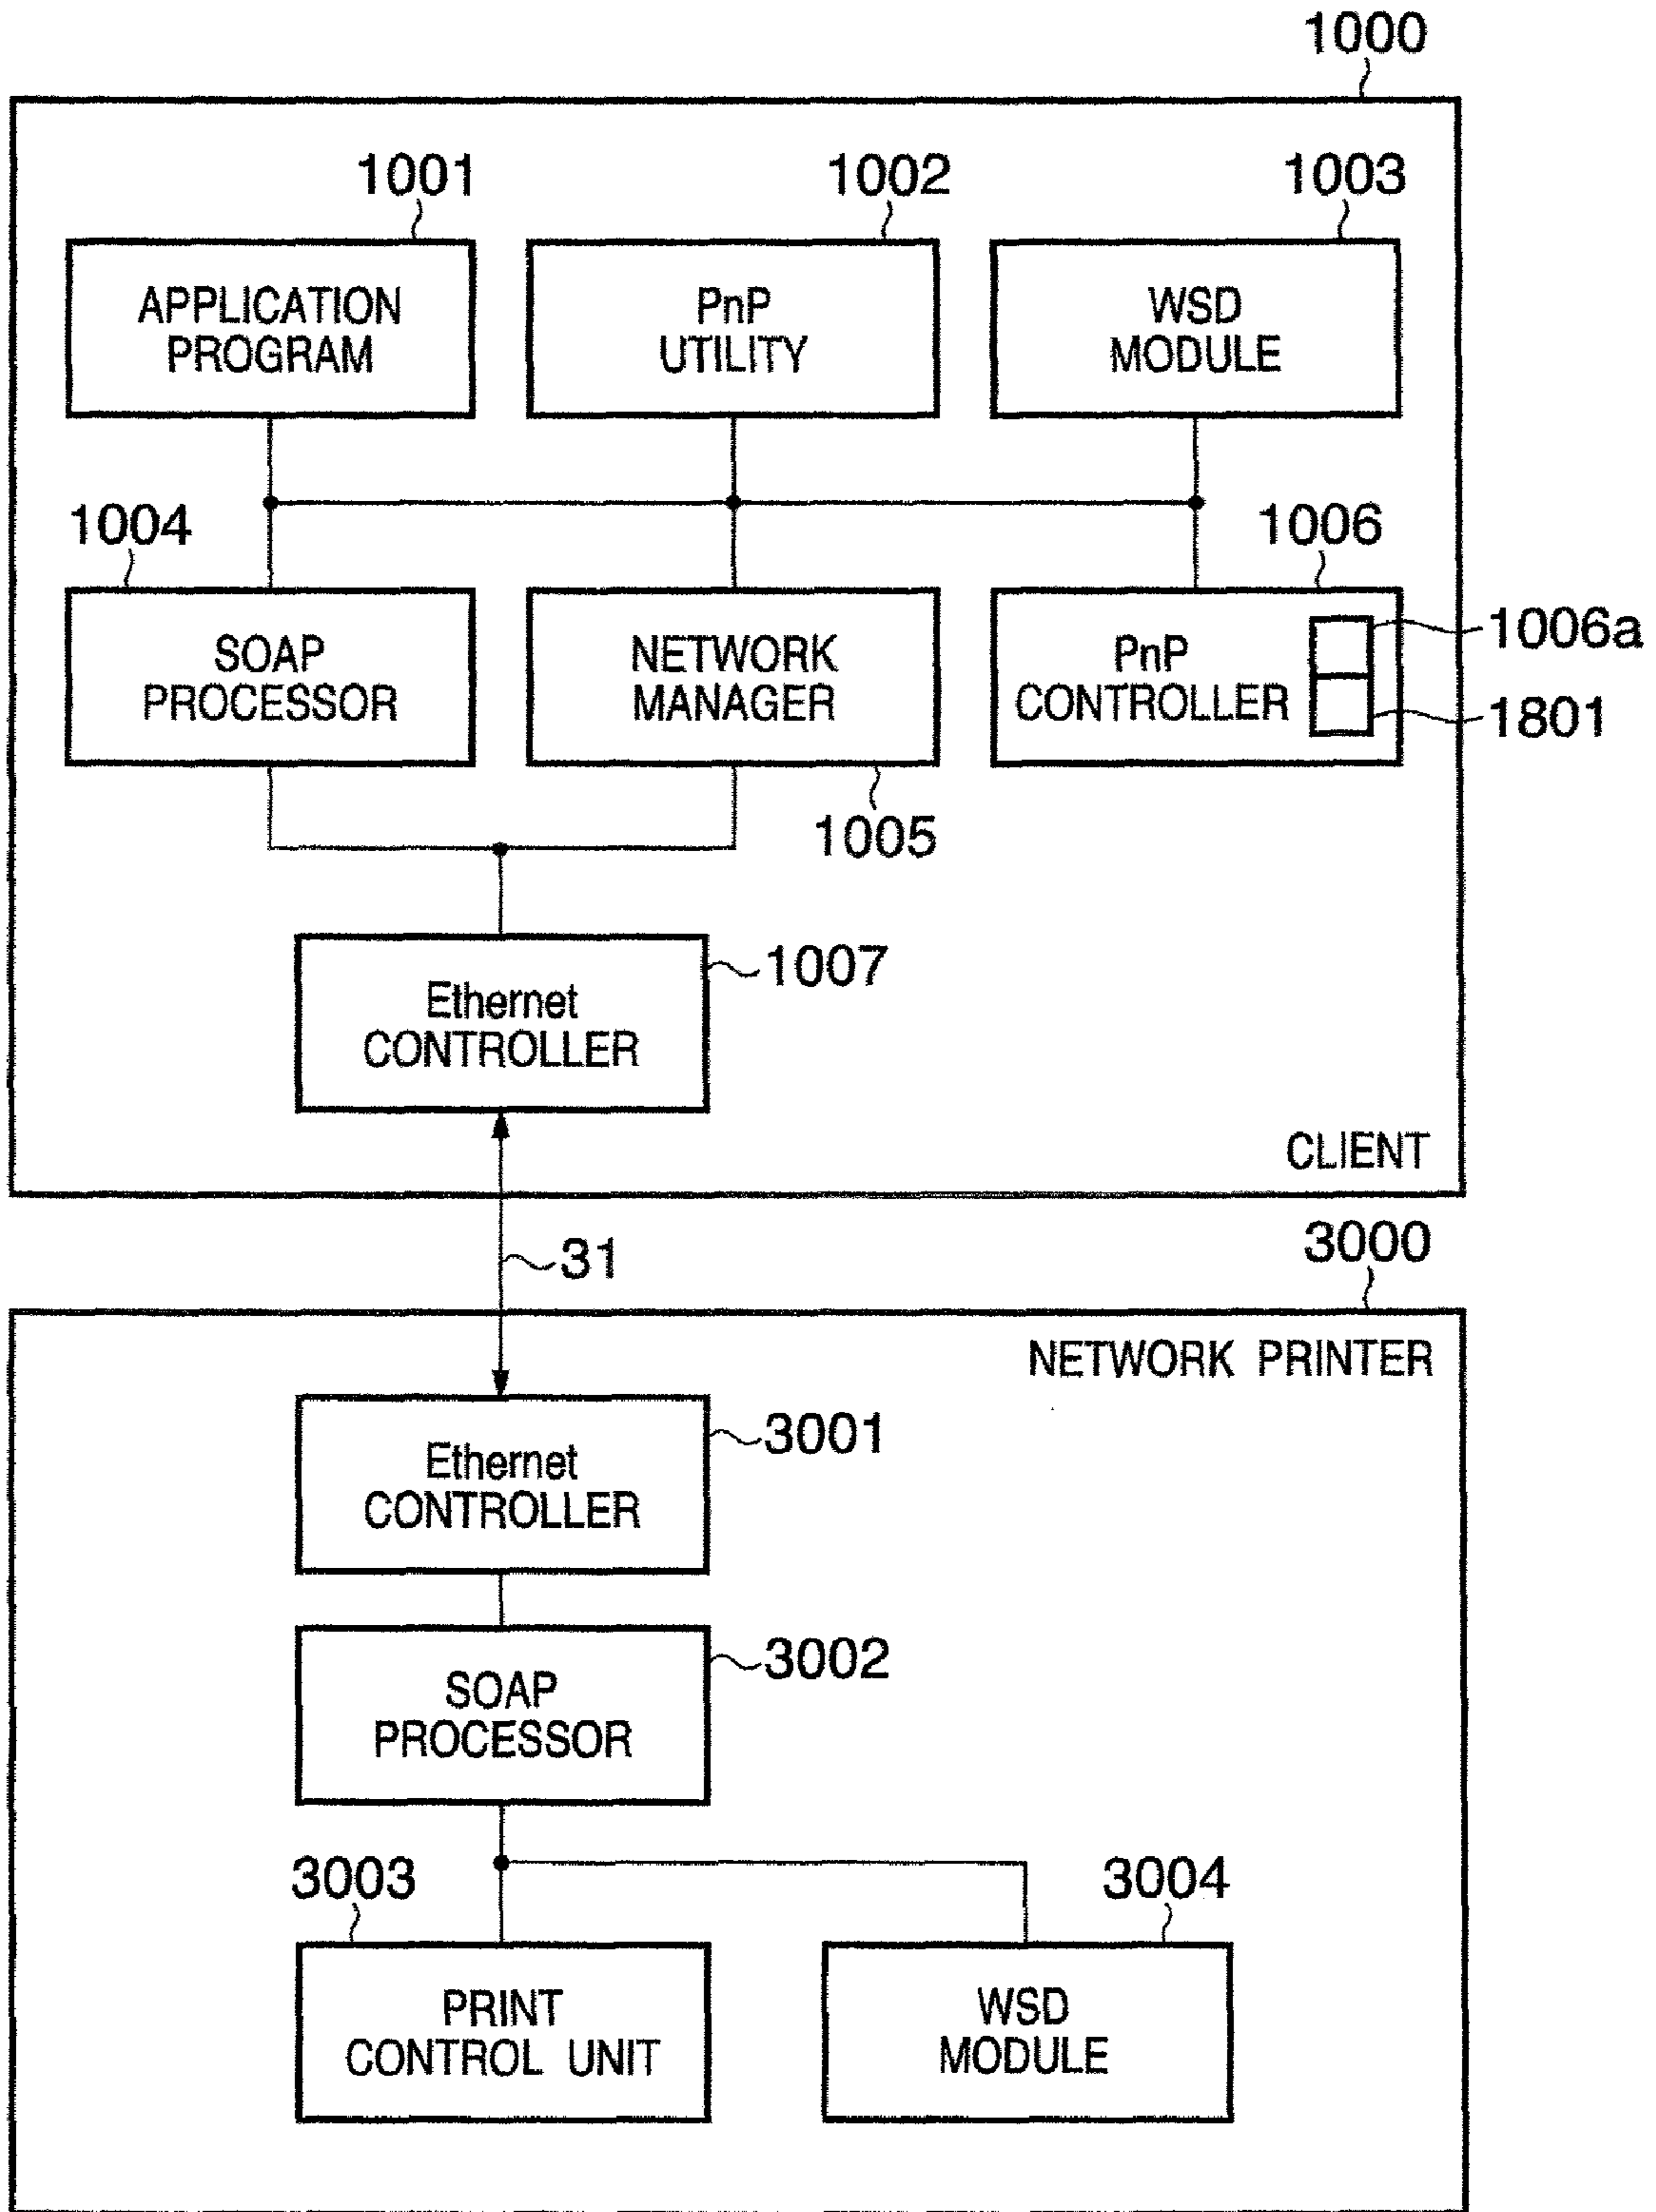 1000
1001
1002
1003
APPLICATION
PROGRAM
PnP
UTILITY
WSD
MODULE
1004
1006
SOAP
PROCESSOR
NETWORK
MANAGER
PnP
CONTROLLER
1006a
1801
1005
Ethernet
CONTROLLER
1007
CLIENT
31
3000
NETWORK PRINTER
Ethernet
CONTROLLER
3001
SOAP
PROCESSOR
3002
3003
3004
PRINT
CONTROL UNIT
WSD
MODULE